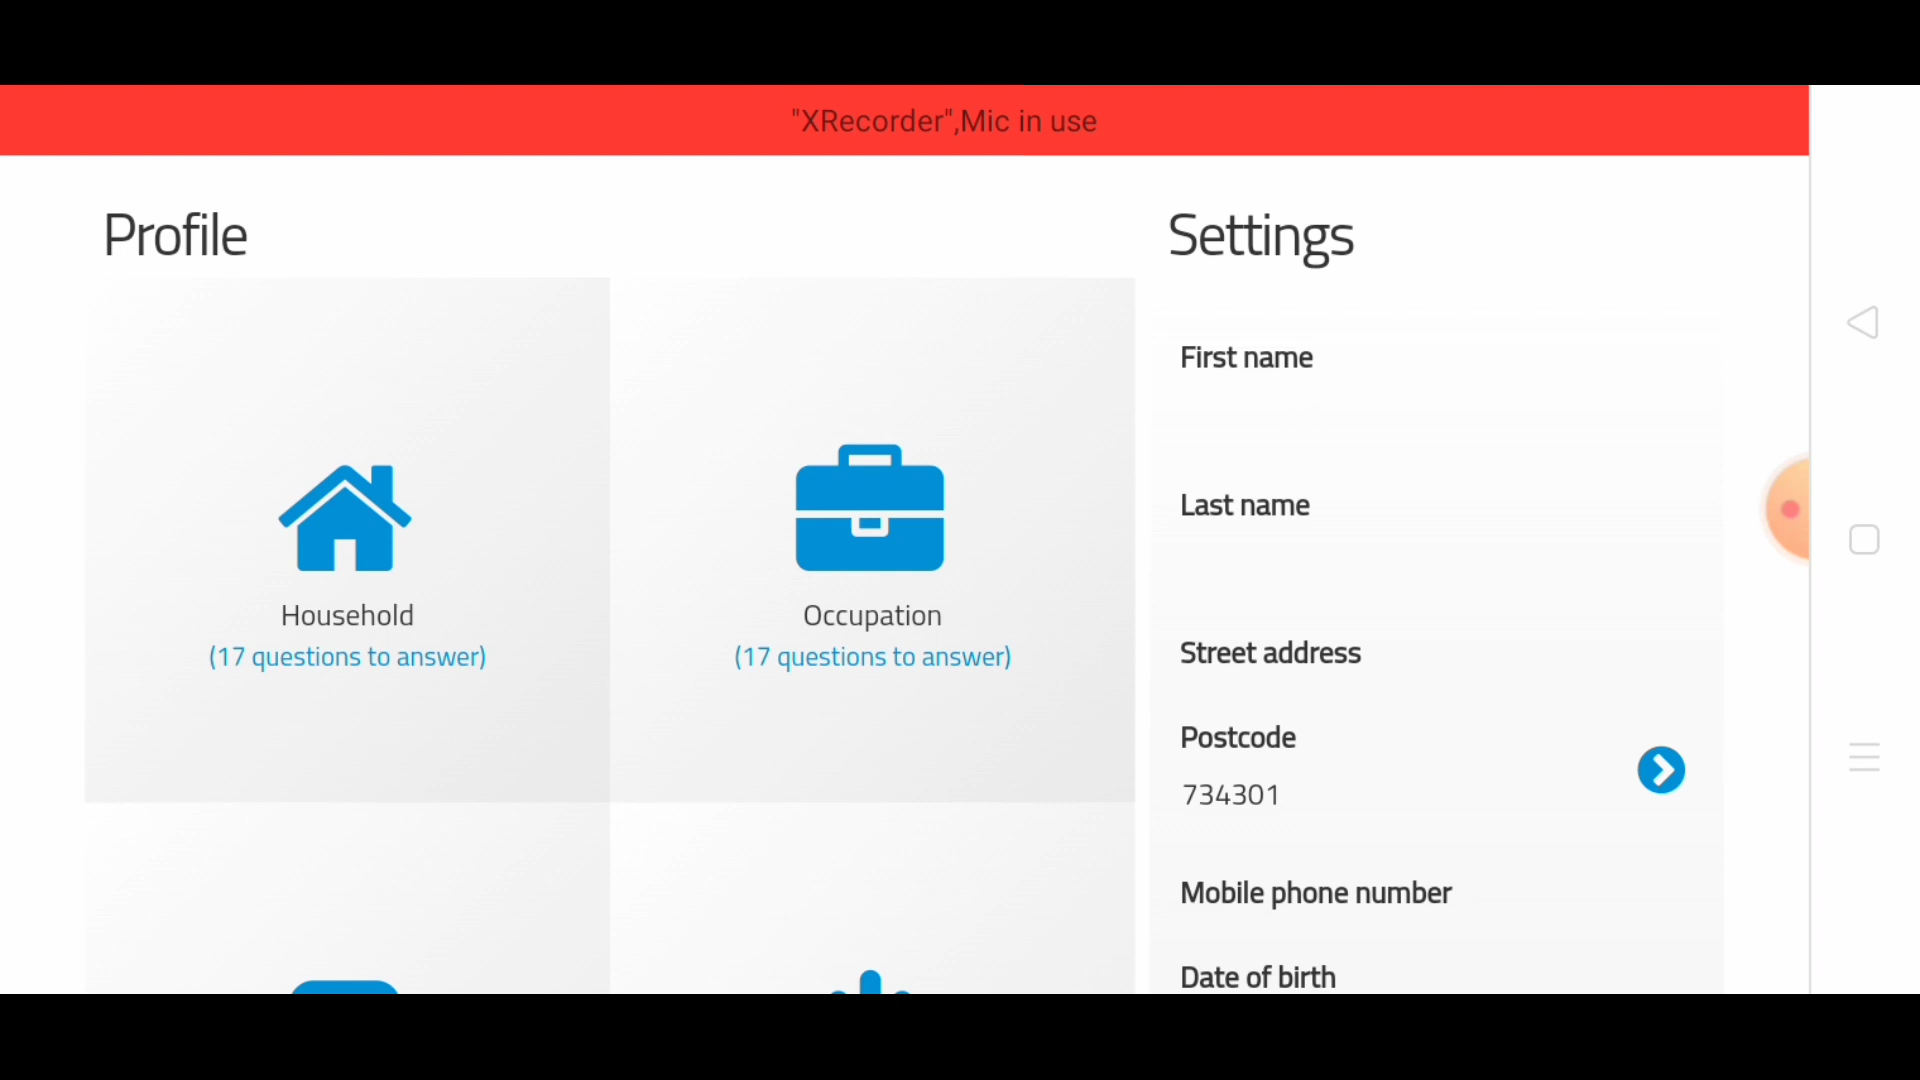 "XRecorder",Mic in use
Profile
Household
(17 questions to answer)
Occupation
(17 questions to answer)
Settings
First name
Last name
Street address
Postcode
734301
Mobile phone number
Date of birth